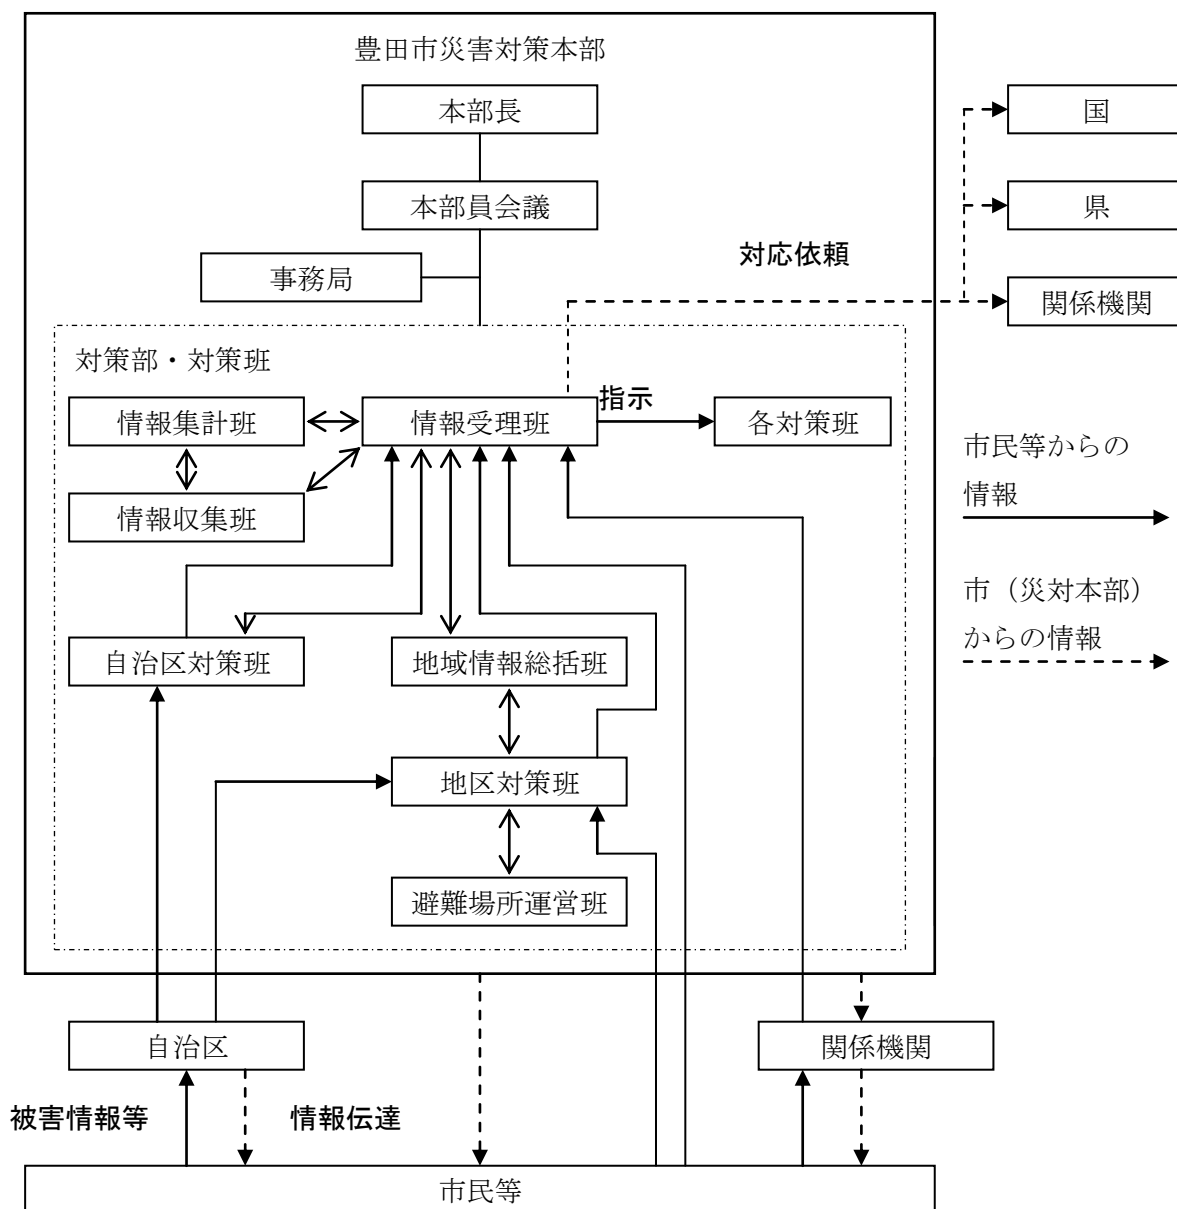 豊田市災害対策本部
本部長
国
本部員会議
県
対応依頼
事務局
関係機関
対策部・対策班
指示
情報集計班
情報受理班
各対策班
市民等からの
情報
情報収集班
市（災対本部）
からの情報
自治区対策班
地域情報総括班
地区対策班
避難場所運営班
自治区
関係機関
被害情報等
情報伝達
市民等